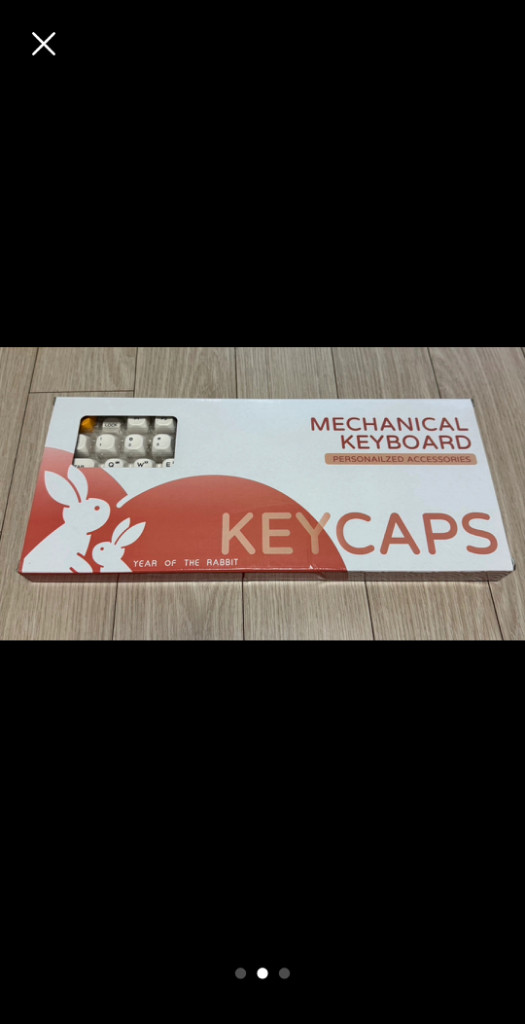 MECHANICAL
KEYBOARD
PERSONAILZED ACCESSORIES
Q W E
KEYCAPS
YEAR OF THE RABBIT